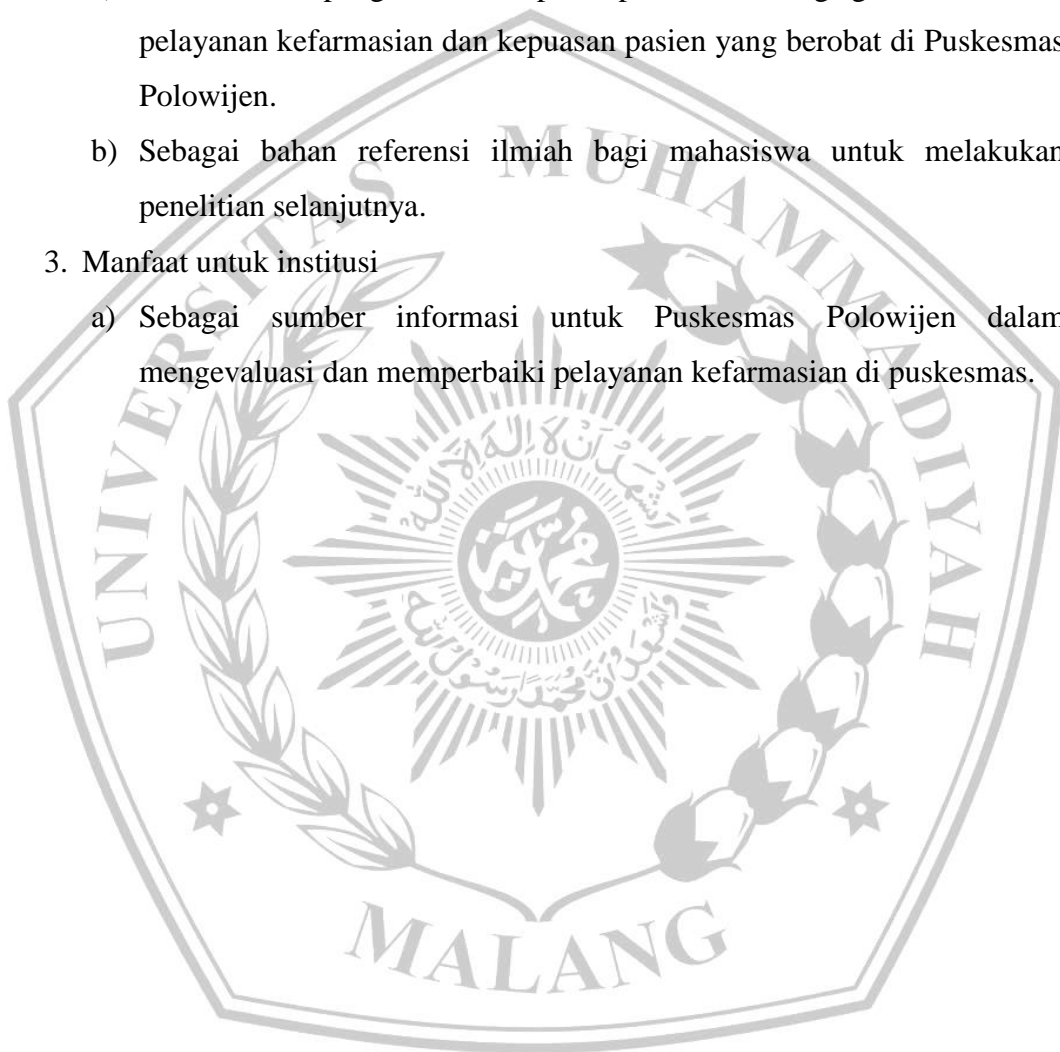 pelayanan kefarmasian dan kepuasan pasien yang berobat di Puskesmas
Polowijen.
b) Sebagai bahan referensi ilmiah bagi mahasiswa untuk melakukan
penelitian selanjutnya.
3. Manfaat untuk institusi
a) Sebagai sumber informasi untuk Puskesmas Polowijen dalam
mengevaluasi dan memperbaiki pelayanan kefarmasian di puskesmas.
UNIVERSITAS MUHAMMADIYAH
MALANG